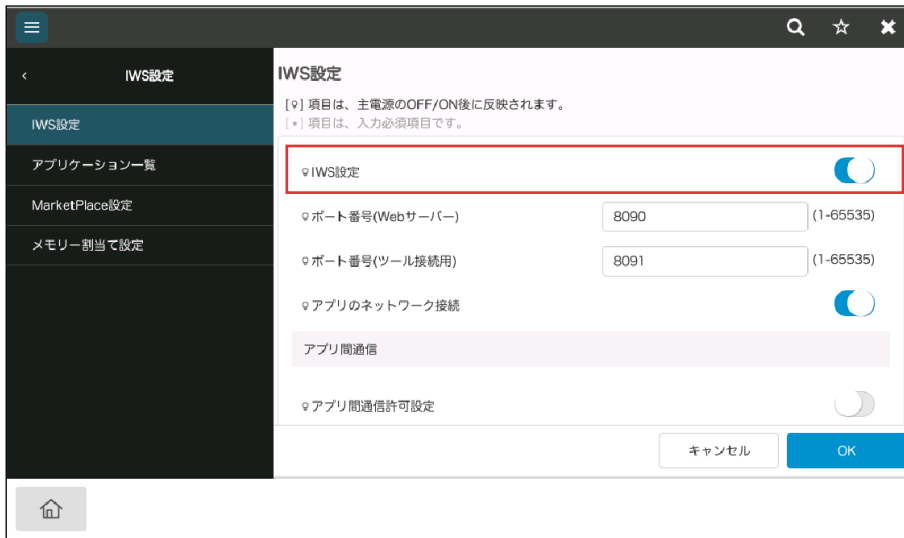 IWS設定
IWS設定
アプリケーション一覧
MarketPlace設定
メモリー割当て設定
IWS設定
[♀] 項目は、主電源のOFF/ON後に反映されます。
[•] 項目は、入力必須項目です。
♀IWS設定
♀ポート番号(Webサーバー) 8090 (1-65535)
♀ポート番号(ツール接続用) 8091 (1-65535)
♀アプリのネットワーク接続
アプリ間通信
♀アプリ間通信許可設定
キャンセル OK